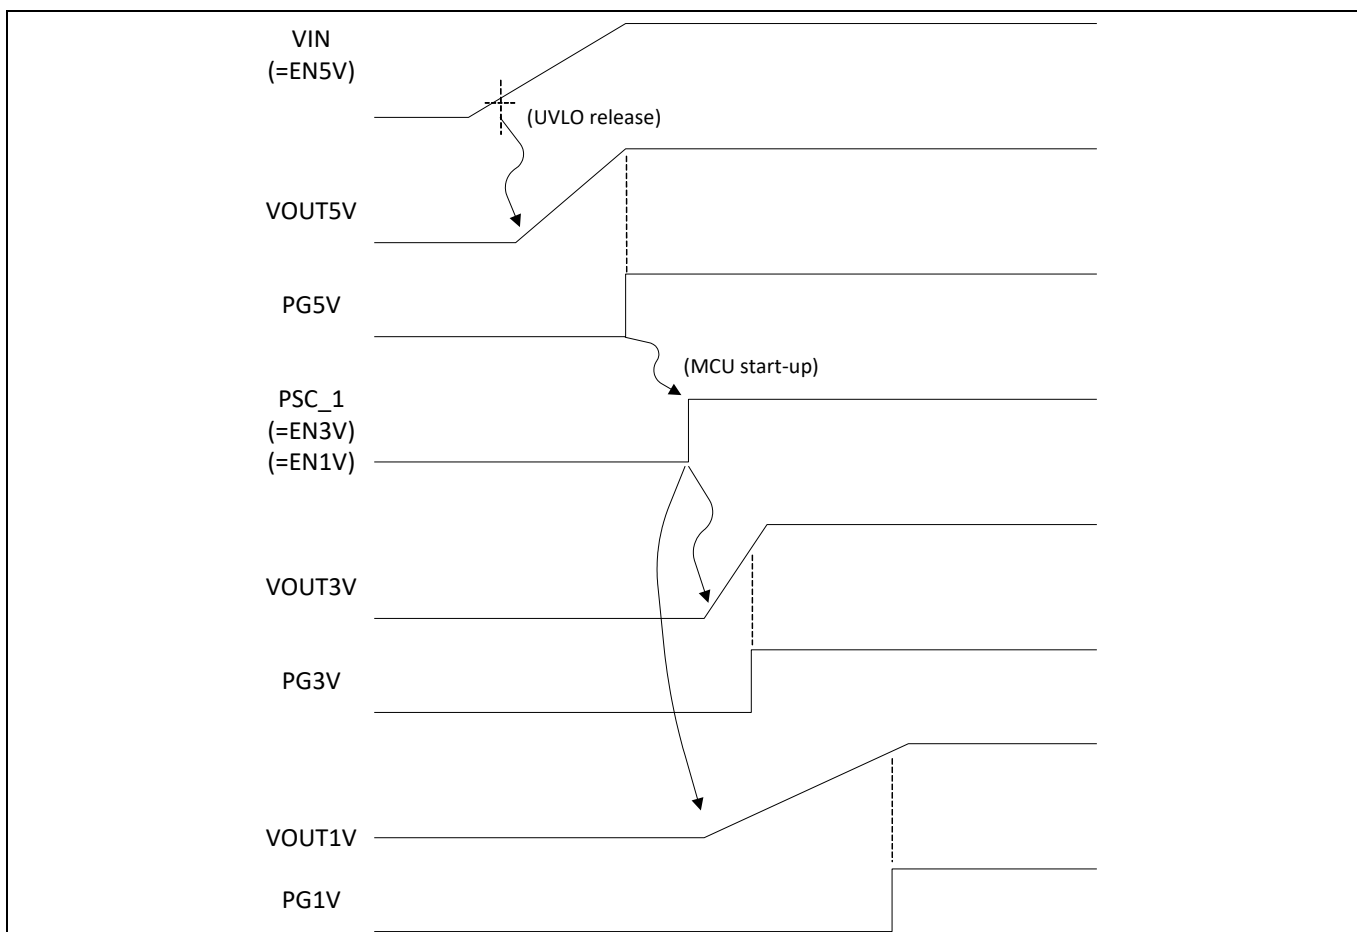 VIN
(=EN5V)
(UVLO release)
VOUT5V
PG5V
(MCU start-up)
PSC_1
(=EN3V)
(=EN1V)
VOUT3V
PG3V
VOUT1V
PG1V